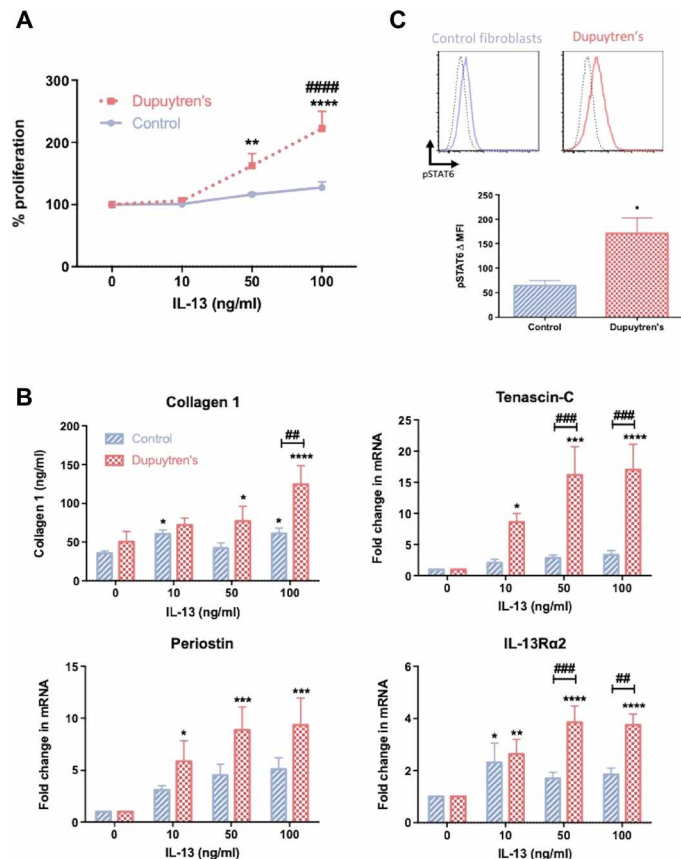 A
% proliferation
300
250
200
150
100
50
0
Dupuytren's
Control
**
####
****
0 10 50 100
IL-13 (ng/ml)
C
Control fibroblasts
Dupuytren's
pSTAT6
pSTAT6 Δ MFI
200
150
100
50
0
*
Control
Dupuytren's
B
Collagen 1
Collagen 1 (ng/ml)
200
150
100
50
0
Control
Dupuytren's
*
*
*
##
****
0 10 50 100
IL-13 (ng/ml)
Tenascin-C
Fold change in mRNA
25
20
15
10
5
0
*
###
***
###
****
0 10 50 100
IL-13 (ng/ml)
Periostin
Fold change in mRNA
15
10
5
0
*
***
***
0 10 50 100
IL-13 (ng/ml)
IL-13Rα2
Fold change in mRNA
6
4
2
0
*
**
###
****
##
****
0 10 50 100
IL-13 (ng/ml)